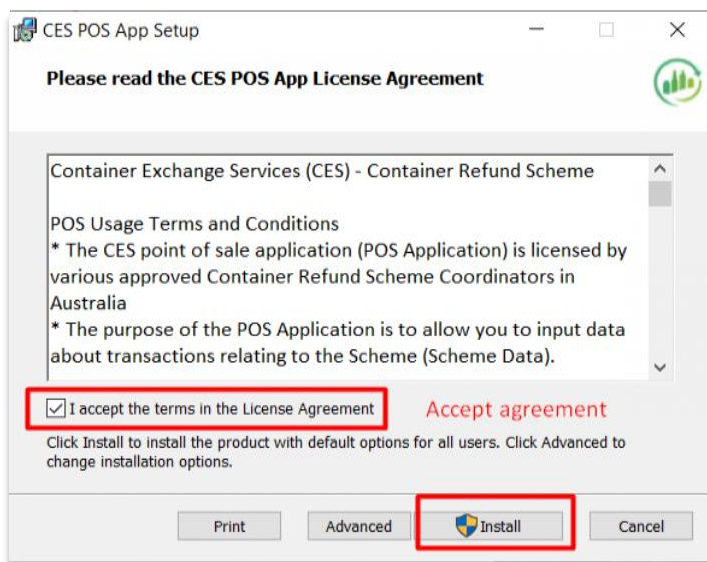 CES POS App Setup
Please read the CES POS App License Agreement
Container Exchange Services (CES) - Container Refund Scheme
POS Usage Terms and Conditions
* The CES point of sale application (POS Application) is licensed by
various approved Container Refund Scheme Coordinators in
Australia
* The purpose of the POS Application is to allow you to input data
about transactions relating to the Scheme (Scheme Data).
I accept the terms in the License Agreement
Accept agreement
Click Install to install the product with default options for all users. Click Advanced to
change installation options.
Print
Advanced
Install
Cancel